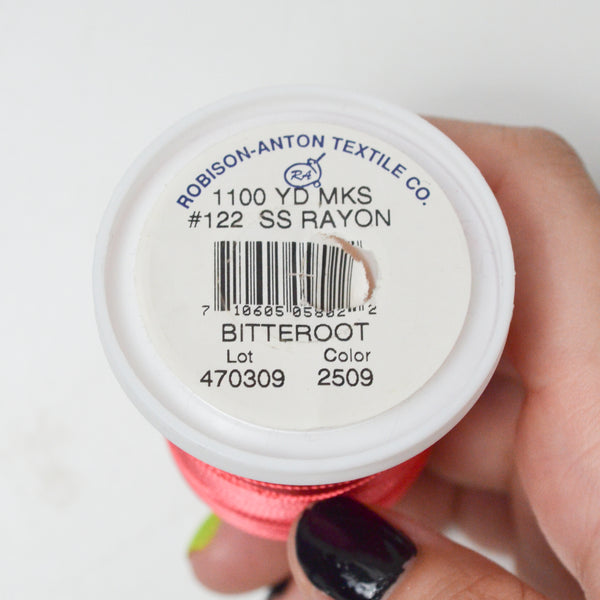 ROBISON-ANTON TEXTILE CO.
RA
1100 YD MKS
#122 SS RAYON
7 10605 05802 2
BITTEROOT
Lot Color
470309 2509